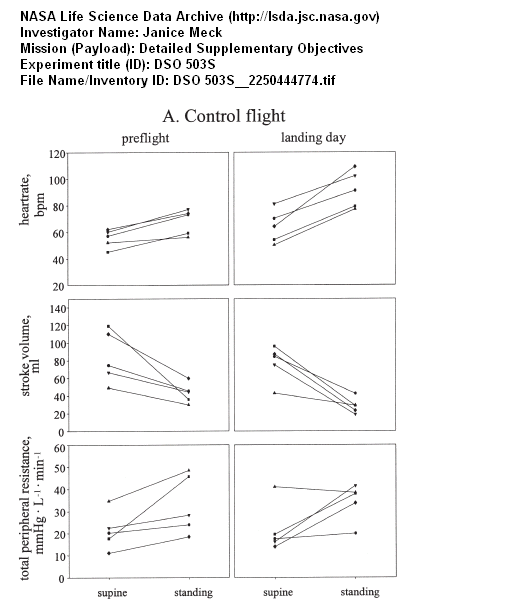 NASA Life Science Data Archive (http://lsda.jsc.nasa.gov)
Investigator Name: Janice Meck
Mission (Payload): Detailed Supplementary Objectives
Experiment title (ID): DSO 503S
File Name/Inventory ID: DSO 503S__2250444774.tif
A. Control flight
preflight
landing day
heartrate,
bpm
120
100
80
60
40
20
stroke volume,
ml
140
120
100
80
60
40
20
0
total peripheral resistance,
mmHg · L⁻¹ · min⁻¹
60
50
40
30
20
10
0
supine standing supine standing